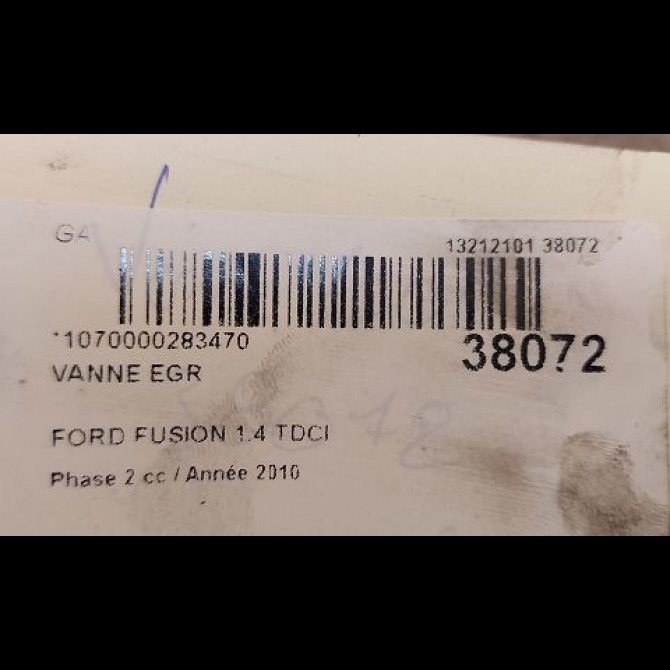 GA 13212101 38072
*1070000283470 38072
VANNE EGR
FORD FUSION 1.4 TDCI
Phase 2 cc / Année 2010